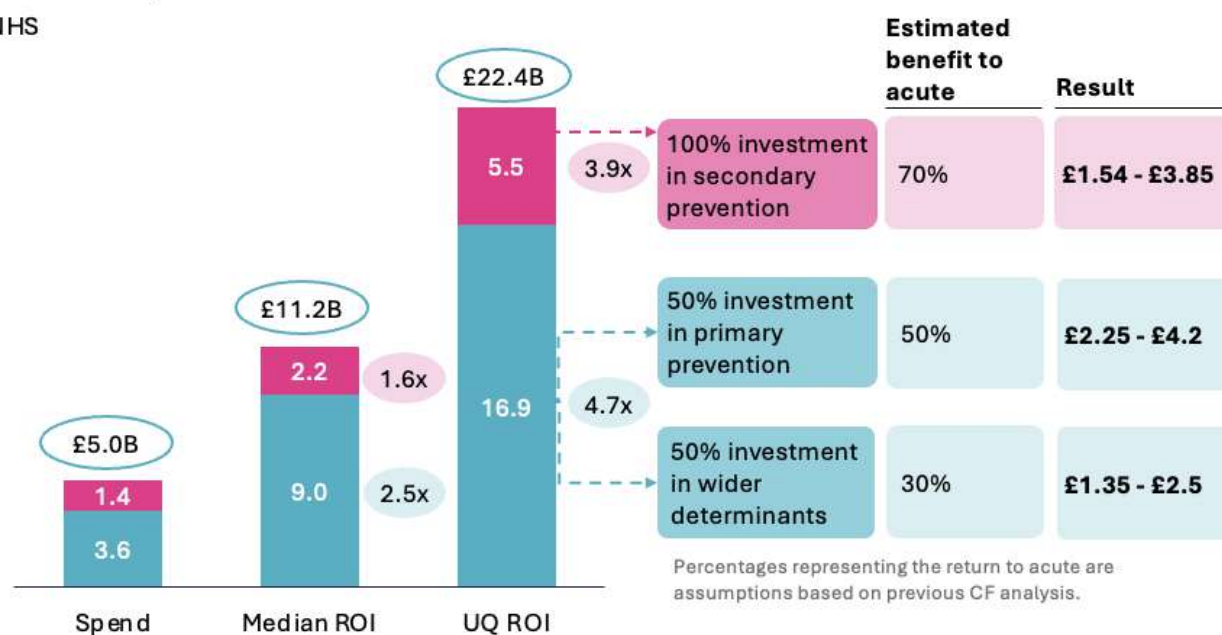 IHS
£22.4B
5.5
3.9x
16.9
4.7x
£11.2B
2.2
1.6x
9.0
2.5x
£5.0B
1.4
3.6
Spend
Median ROI
UQ ROI
Estimated
benefit to
acute
Result
100% investment
in secondary
prevention
70%
£1.54 - £3.85
50% investment
in primary
prevention
50%
£2.25 - £4.2
50% investment
in wider
determinants
30%
£1.35 - £2.5
Percentages representing the return to acute are
assumptions based on previous CF analysis.